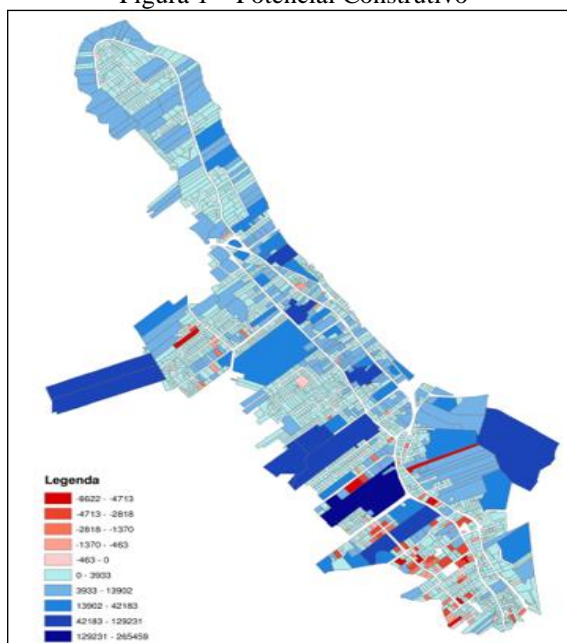 Figura 1 – Potencial Construtivo
Legenda
-8622 - -4713
-4713 - -2818
-2818 - -1370
-1370 - -463
-463 - 0
0 - 3933
3933 - 13902
13902 - 42183
42183 - 129231
129231 - 265459